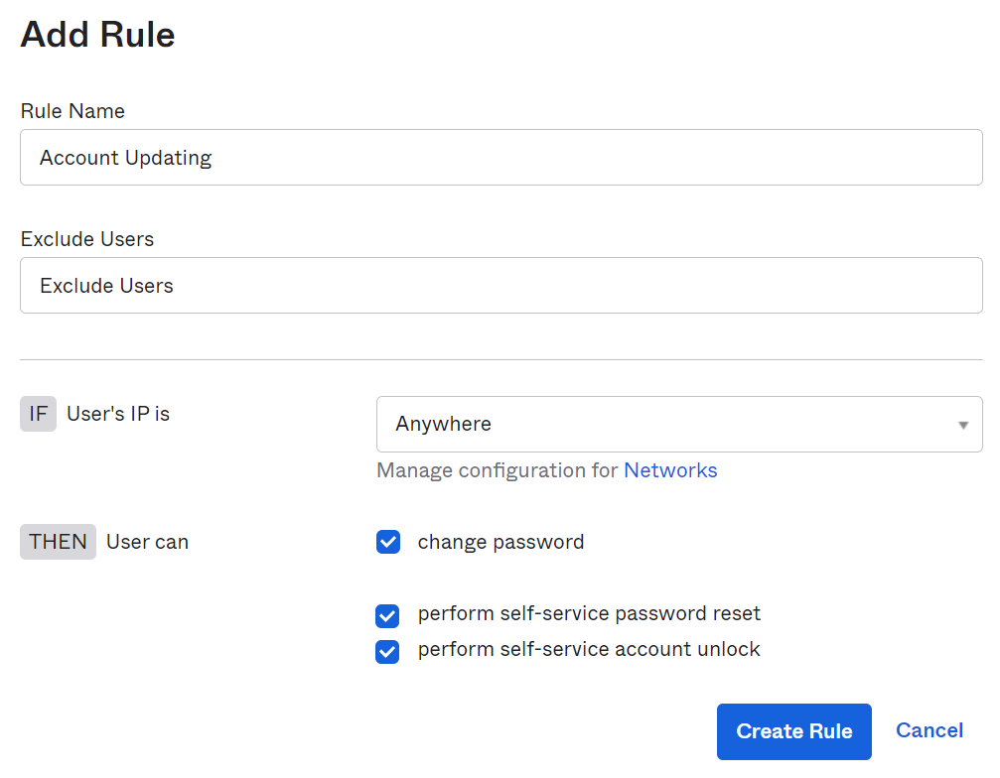 Add Rule
Rule Name
Account Updating
Exclude Users
Exclude Users
IF User's IP is
Anywhere
Manage configuration for Networks
THEN User can
change password
perform self-service password reset
perform self-service account unlock
Create Rule Cancel